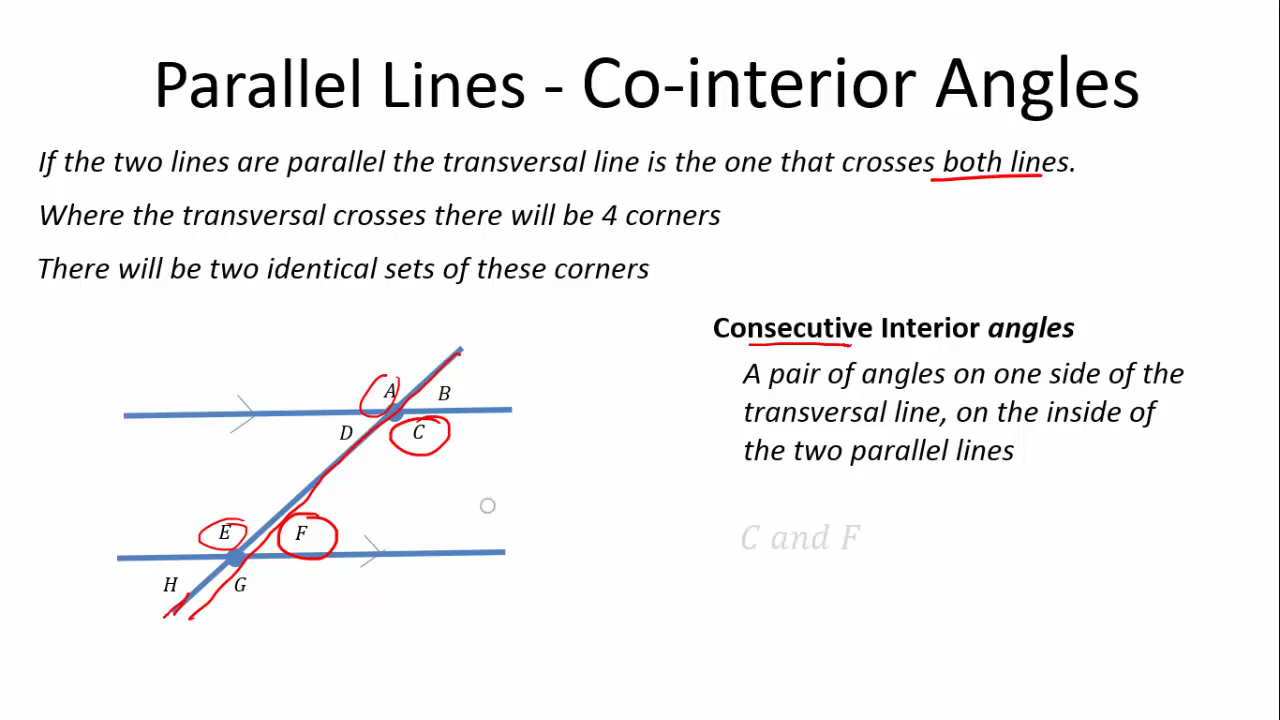 Parallel Lines - Co-interior Angles
If the two lines are parallel the transversal line is the one that crosses both lines.
Where the transversal crosses there will be 4 corners
There will be two identical sets of these corners
Consecutive Interior angles
A pair of angles on one side of the
transversal line, on the inside of
the two parallel lines
A B
D C
E F
H G
C and F